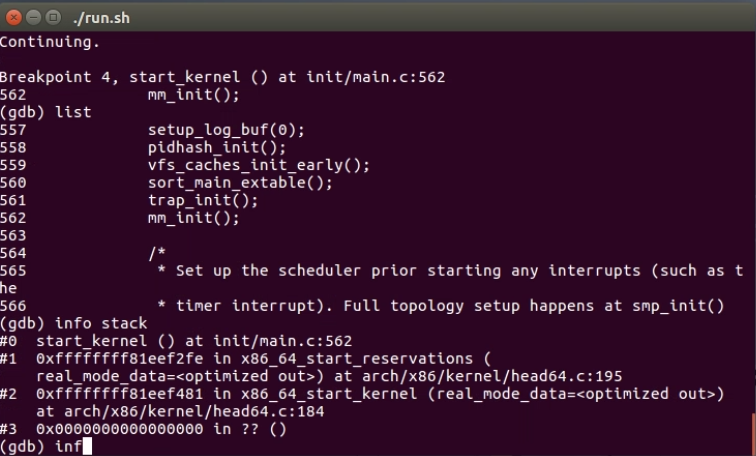 ./run.sh
Continuing.
Breakpoint 4, start_kernel () at init/main.c:562
562             mm_init();
(gdb) list
557             setup_log_buf(0);
558             pidhash_init();
559             vfs_caches_init_early();
560             sort_main_extable();
561             trap_init();
562             mm_init();
563
564             /*
565              * Set up the scheduler prior starting any interrupts (such as t
he
566              * timer interrupt). Full topology setup happens at smp_init()
(gdb) info stack
#0  start_kernel () at init/main.c:562
#1  0xffffffff81eef2fe in x86_64_start_reservations (
    real_mode_data=<optimized out>) at arch/x86/kernel/head64.c:195
#2  0xffffffff81eef481 in x86_64_start_kernel (real_mode_data=<optimized out>)
    at arch/x86/kernel/head64.c:184
#3  0x0000000000000000 in ?? ()
(gdb) inf